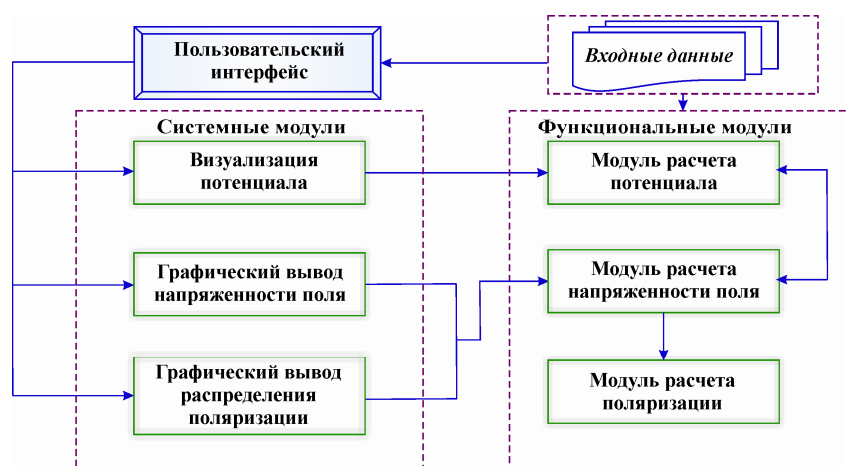 Пользовательский
интерфейс
Входные данные
Системные модули
Функциональные модули
Визуализация
потенциала
Модуль расчета
потенциала
Графический вывод
напряженности поля
Модуль расчета
напряженности поля
Графический вывод
распределения
поляризации
Модуль расчета
поляризации